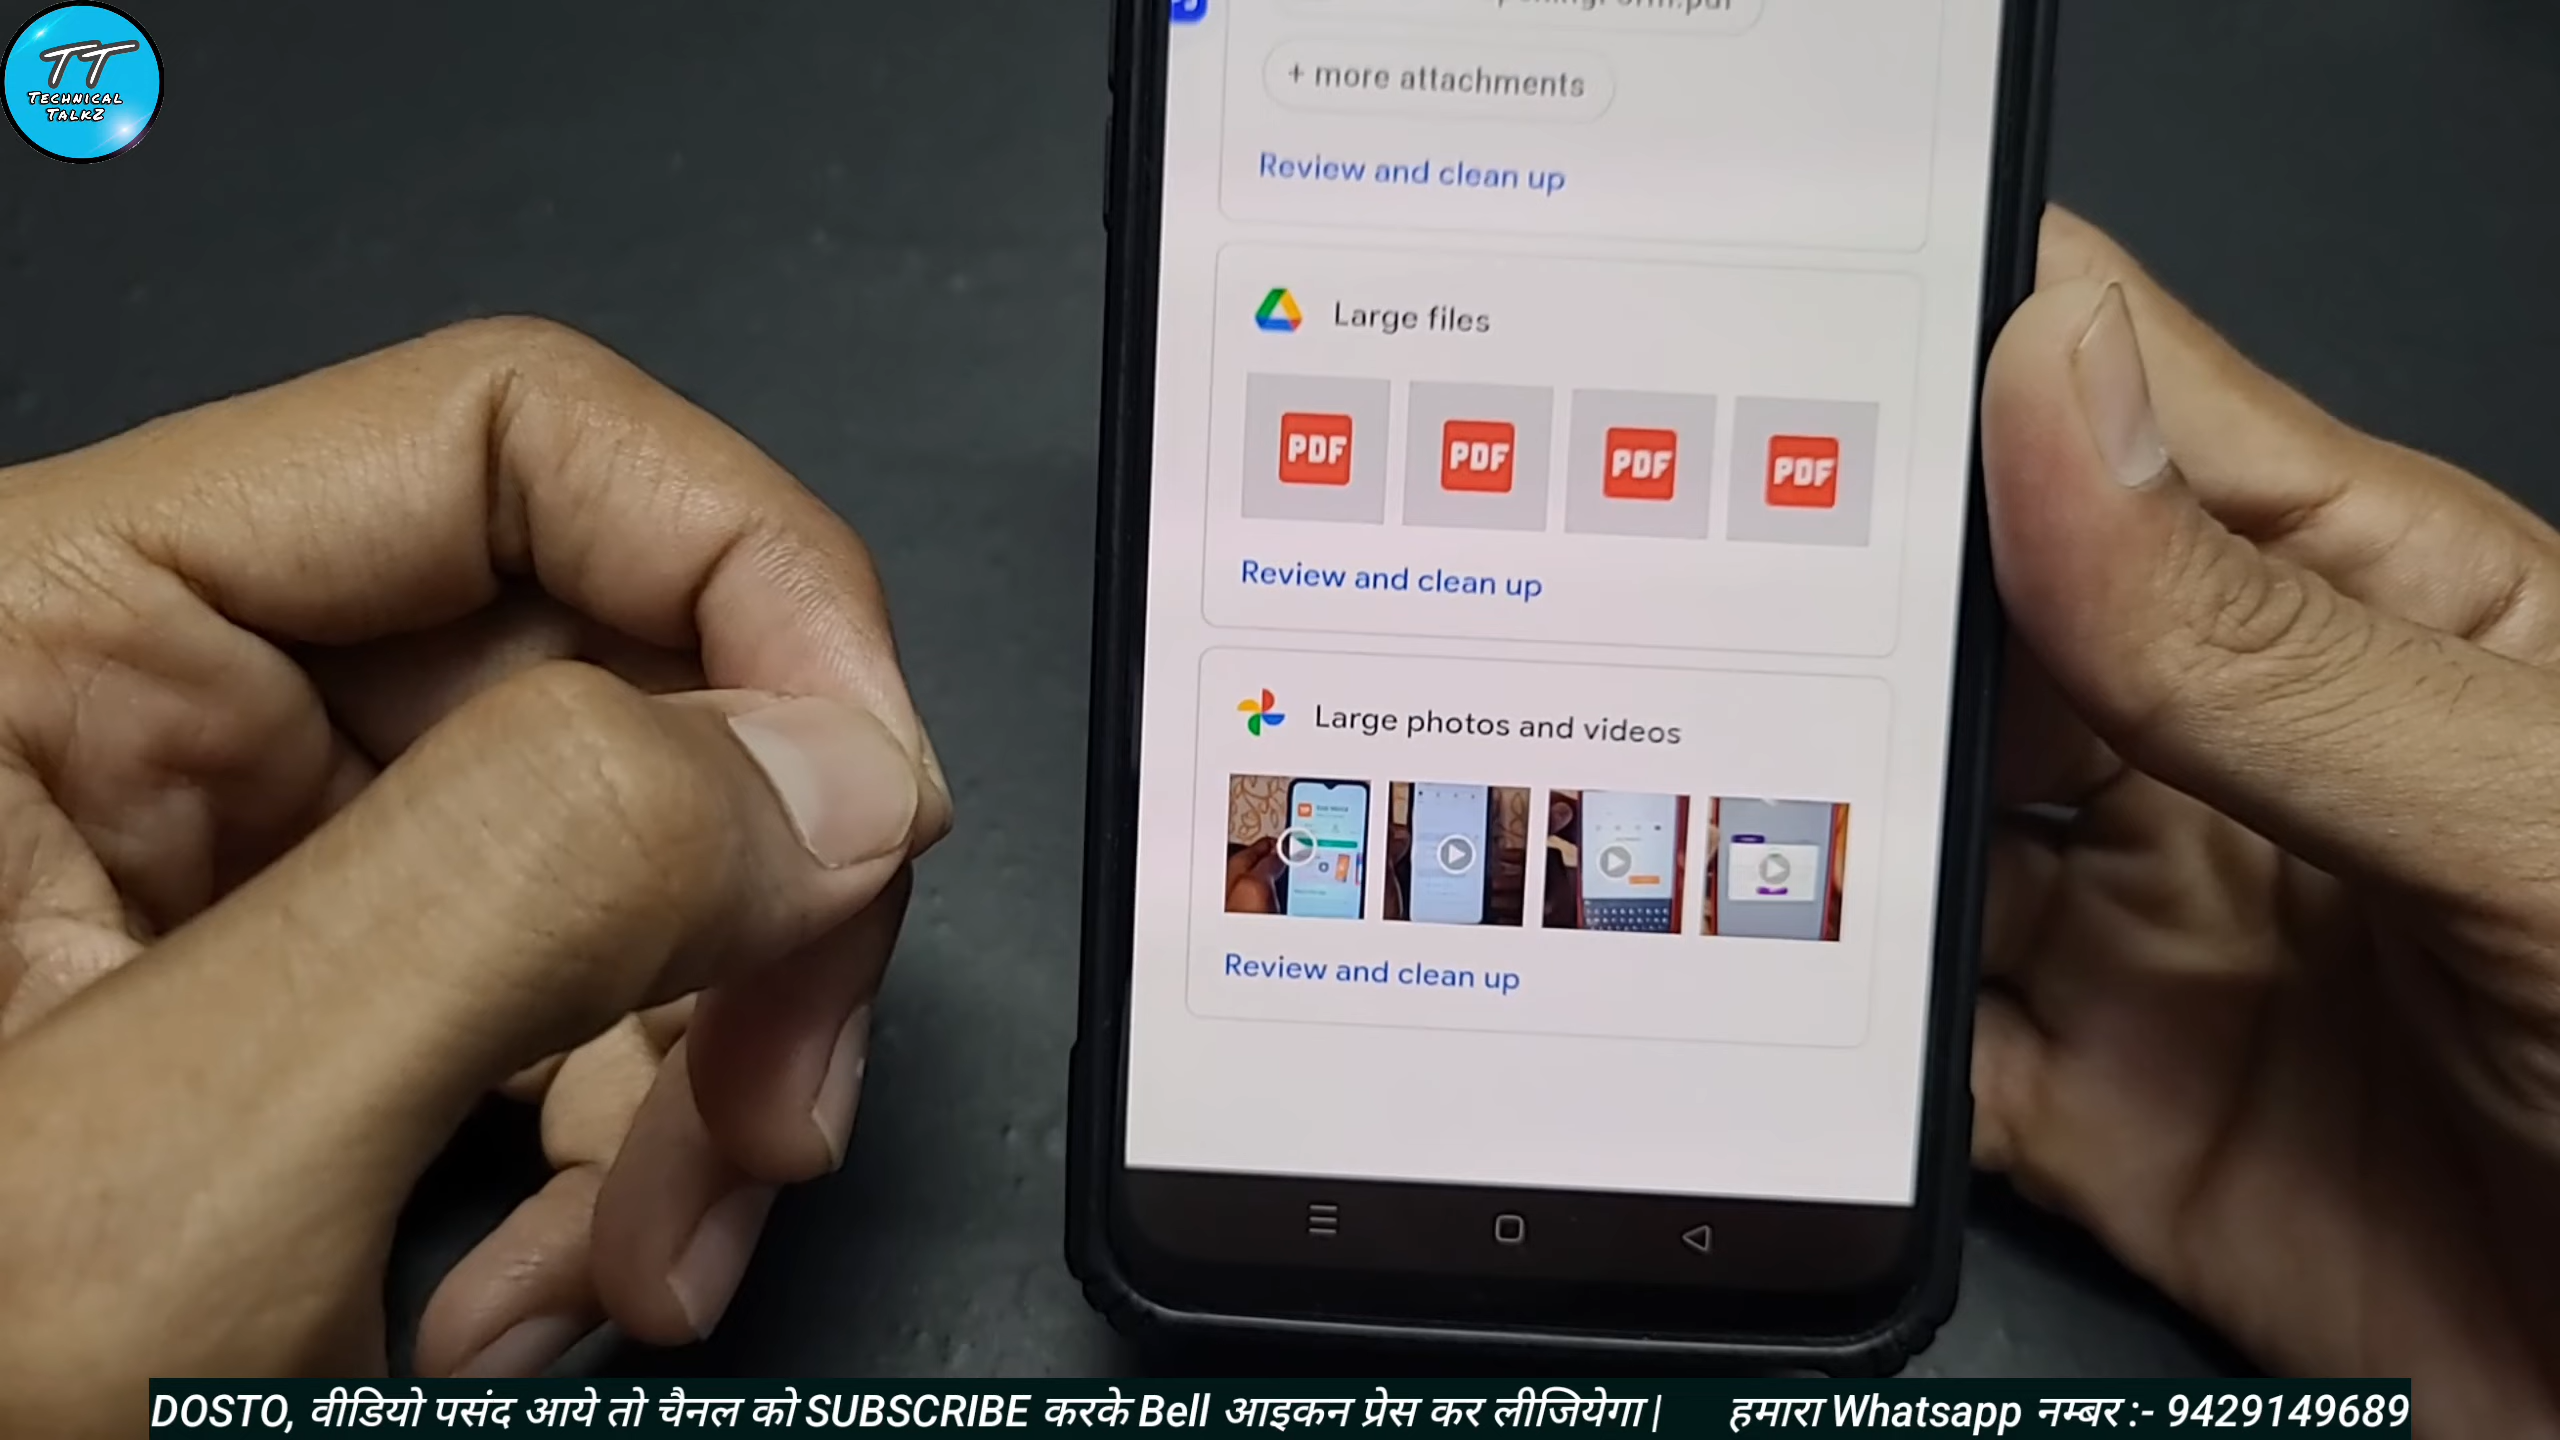 TT
TECHNICAL
TALKZ
+ more attachments
Review and clean up
Large files
PDF PDF PDF PDF
Review and clean up
Large photos and videos
Review and clean up
DOSTO, वीडियो पसंद आये तो चैनल को SUBSCRIBE करके Bell आइकन प्रेस कर लीजियेगा | हमारा Whatsapp नम्बर :- 9429149689